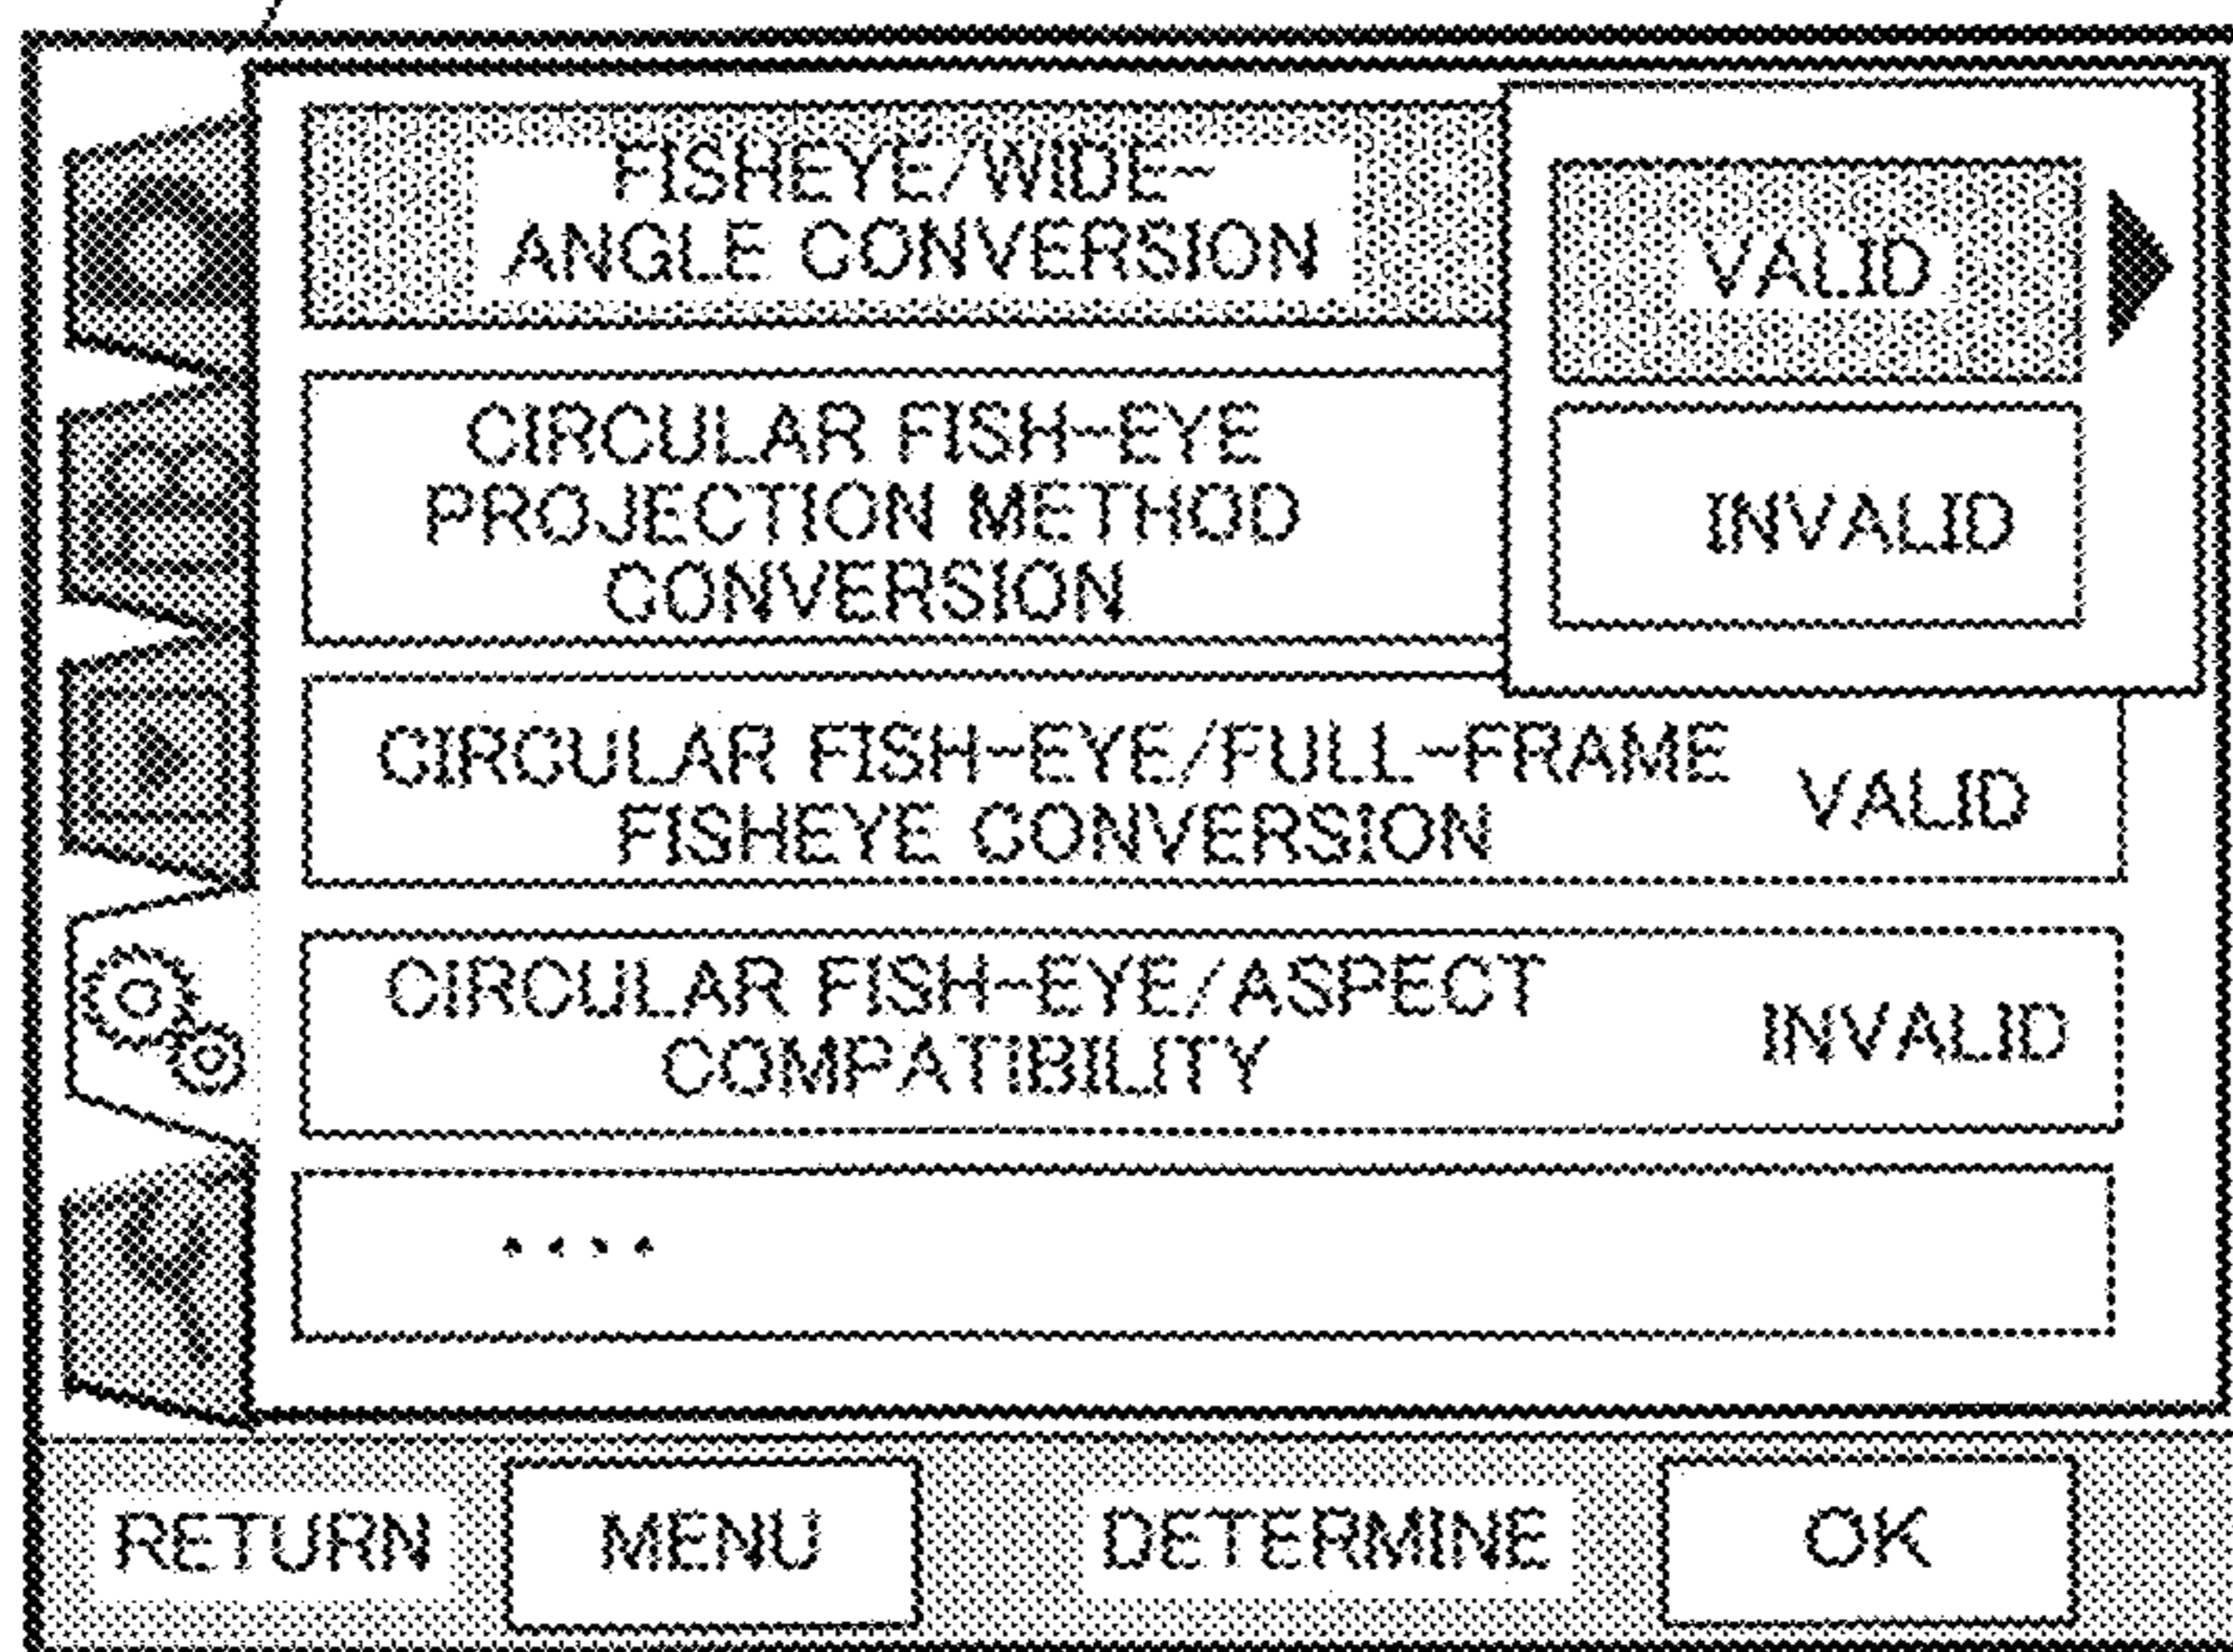 FISHEYE/WIDE-
ANGLE CONVERSION
VALID
INVALID
CIRCULAR FISH-EYE
PROJECTION METHOD
CONVERSION
CIRCULAR FISH-EYE/FULL-FRAME
FISHEYE CONVERSION
VALID
CIRCULAR FISH-EYE/ASPECT
COMPATIBILITY
INVALID
....
RETURN MENU DETERMINE OK